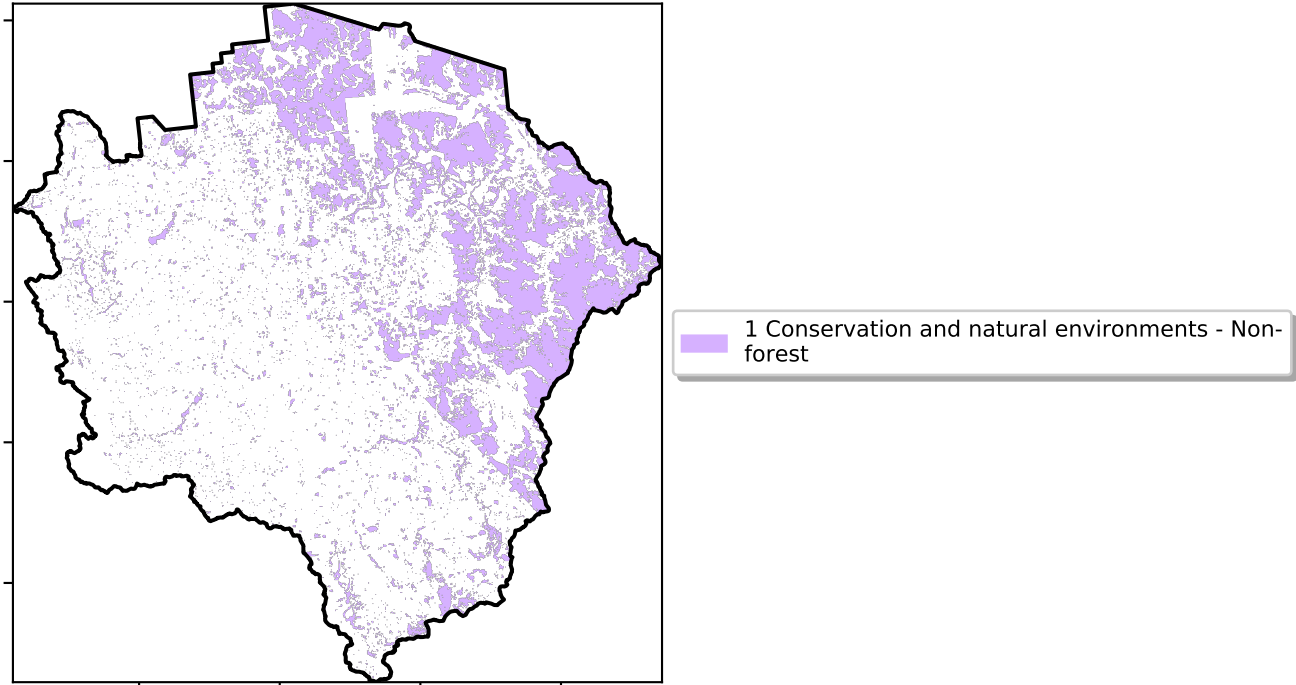 1 Conservation and natural environments - Non-
forest